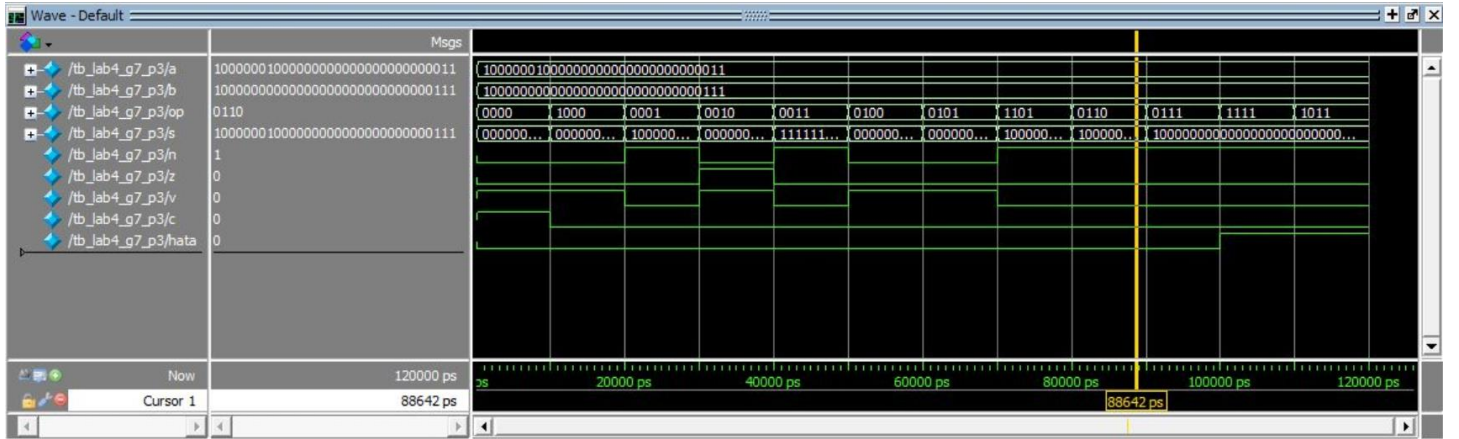 Wave - Default
Msgs
/tb_lab4_g7_p3/a 10000001000000000000000000000011 10000001000000000000000000000011
/tb_lab4_g7_p3/b 10000000000000000000000000000111 10000000000000000000000000000111
/tb_lab4_g7_p3/op 0110 0000 1000 0001 0010 0011 0100 0101 1101 0110 0111 1111 1011
/tb_lab4_g7_p3/s 10000001000000000000000000000111 000000... 000000... 100000... 000000... 111111... 000000... 000000... 100000... 100000... 10000000000000000000000000...
/tb_lab4_g7_p3/n 1
/tb_lab4_g7_p3/z 0
/tb_lab4_g7_p3/v 0
/tb_lab4_g7_p3/c 0
/tb_lab4_g7_p3/hata 0
Now 120000 ps ps 20000 ps 40000 ps 60000 ps 80000 ps 100000 ps 120000 ps
Cursor 1 88642 ps 88642 ps